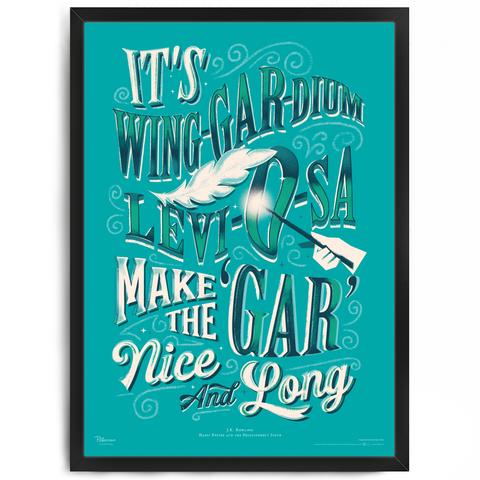 IT'S
WING-GAR-DIUM
LEVI-O-SA
MAKE 'GAR'
THE
Nice
And Long
J.K. ROWLING
HARRY POTTER AND THE PHILOSOPHER'S STONE